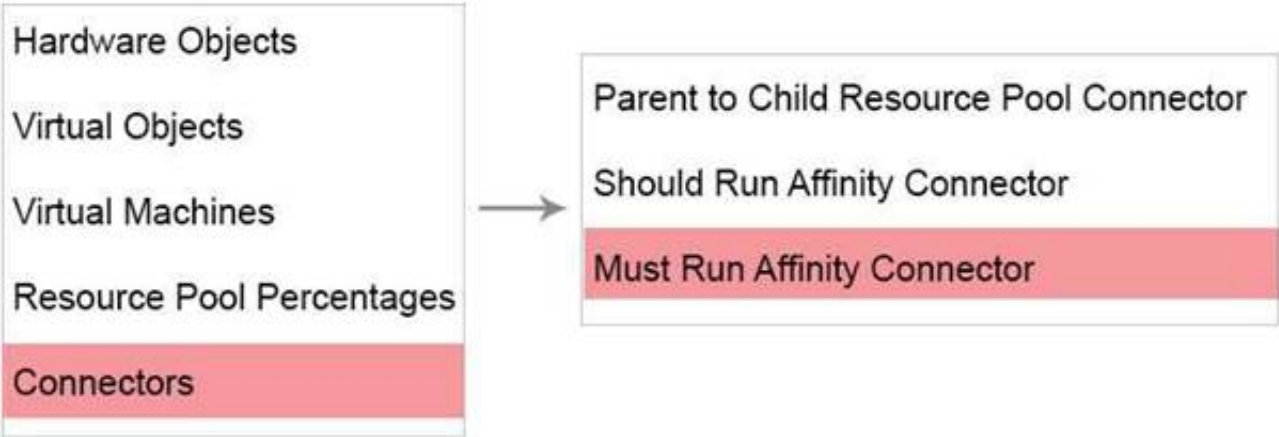 Hardware Objects
Virtual Objects
Virtual Machines
Resource Pool Percentages
Connectors
Parent to Child Resource Pool Connector
Should Run Affinity Connector
Must Run Affinity Connector